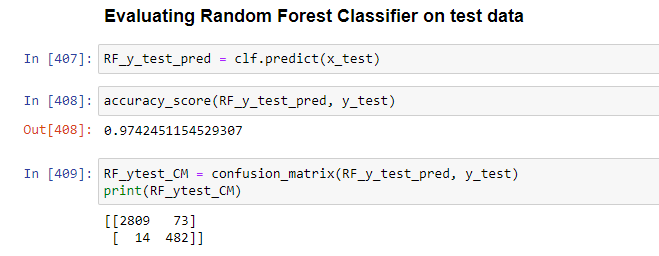 Evaluating Random Forest Classifier on test data
In [407]: RF_y_test_pred = clf.predict(x_test)
In [408]: accuracy_score(RF_y_test_pred, y_test)
Out[408]: 0.9742451154529307
In [409]: RF_ytest_CM = confusion_matrix(RF_y_test_pred, y_test)
print(RF_ytest_CM)
[[2809   73]
 [  14  482]]